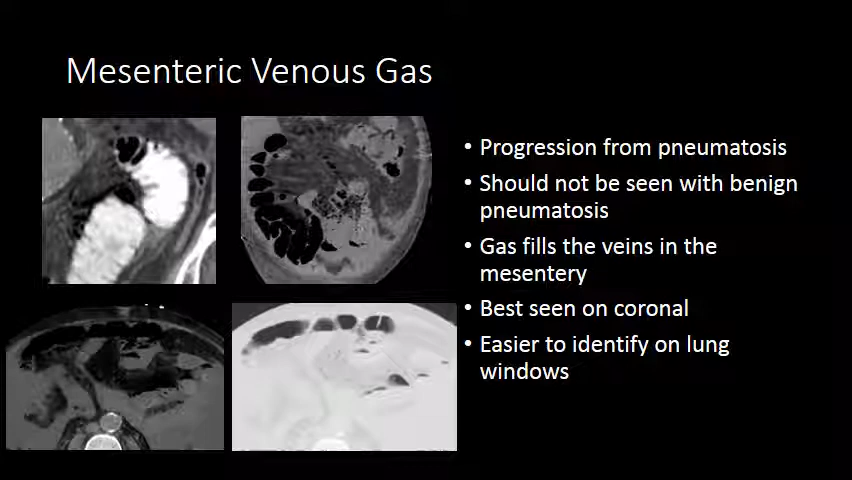 Mesenteric Venous Gas
• Progression from pneumatosis
• Should not be seen with benign
pneumatosis
• Gas fills the veins in the
mesentery
• Best seen on coronal
• Easier to identify on lung
windows